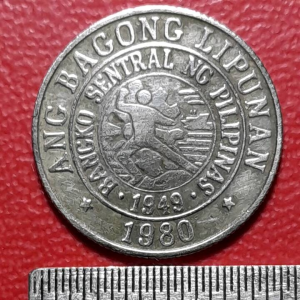 ANG BAGONG LIPUNAN
BANGKO SENTRAL NG PILIPINAS
· 1949 ·
1980